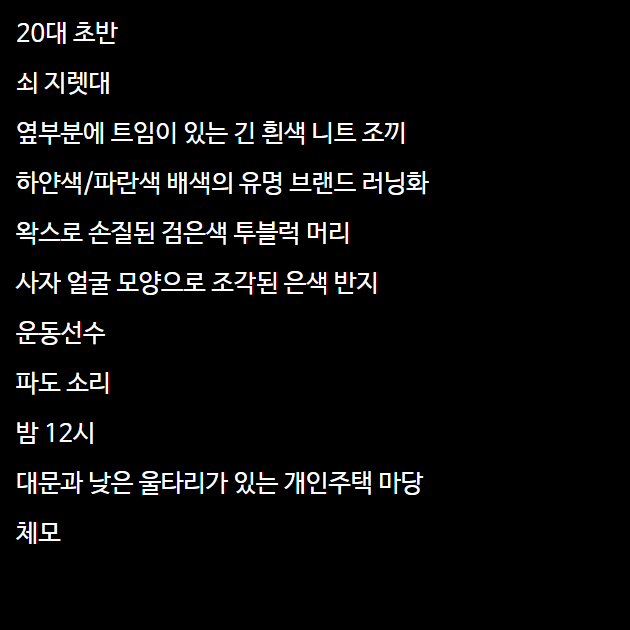 20대 초반
쇠 지렛대
옆부분에 트임이 있는 긴 흰색 니트 조끼
하얀색/파란색 배색의 유명 브랜드 러닝화
왁스로 손질된 검은색 투블럭 머리
사자 얼굴 모양으로 조각된 은색 반지
운동선수
파도 소리
밤 12시
대문과 낮은 울타리가 있는 개인주택 마당
체모